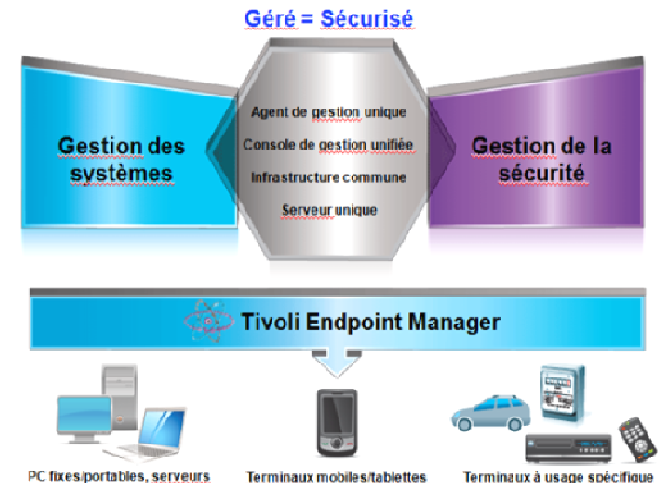 Géré = Sécurisé
Agent de gestion unique
Gestion des
systèmes
Console de gestion unifiée
Infrastructure commune
Serveur unique
Gestion de la
sécurité
Tivoli Endpoint Manager
PC fixes/portables, serveurs
Terminaux mobiles/tablettes
Terminaux à usage spécifique